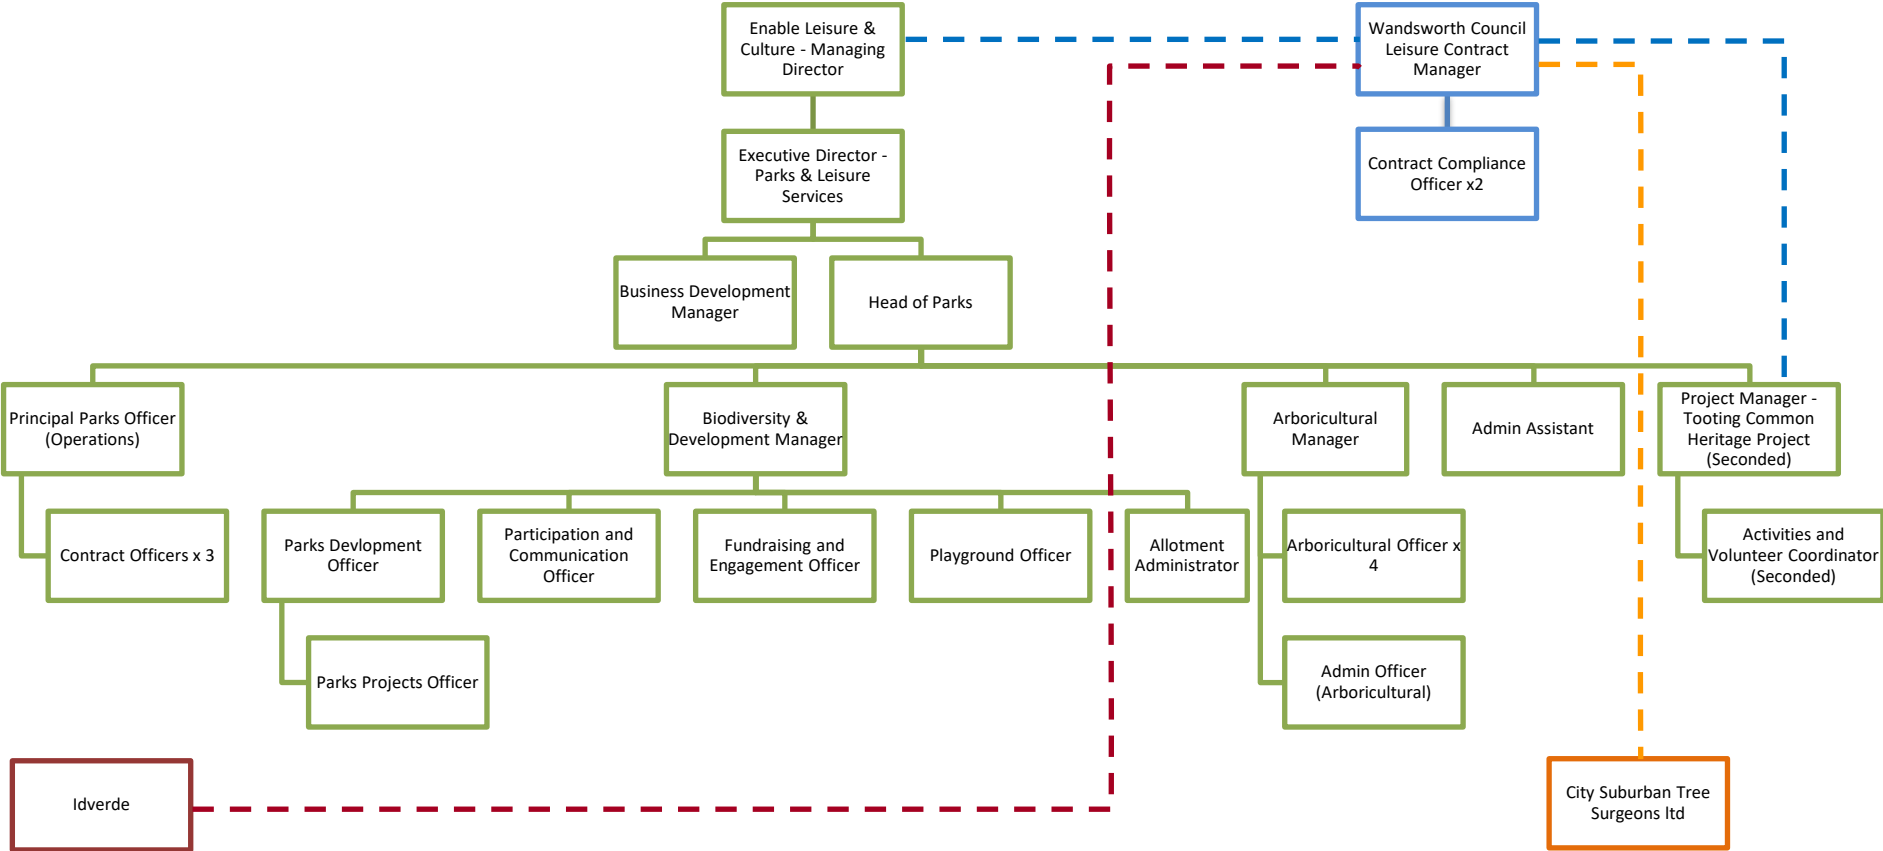 Enable Leisure &
Culture - Managing
Director
Wandsworth Council
Leisure Contract
Manager
Executive Director -
Parks & Leisure
Services
Contract Compliance
Officer x2
Business Development
Manager
Head of Parks
Principal Parks Officer
(Operations)
Biodiversity &
Development Manager
Arboricultural
Manager
Admin Assistant
Project Manager -
Tooting Common
Heritage Project
(Seconded)
Contract Officers x 3
Parks Devlopment
Officer
Participation and
Communication
Officer
Fundraising and
Engagement Officer
Playground Officer
Allotment
Administrator
Arboricultural Officer x
4
Activities and
Volunteer Coordinator
(Seconded)
Parks Projects Officer
Admin Officer
(Arboricultural)
Idverde
City Suburban Tree
Surgeons ltd